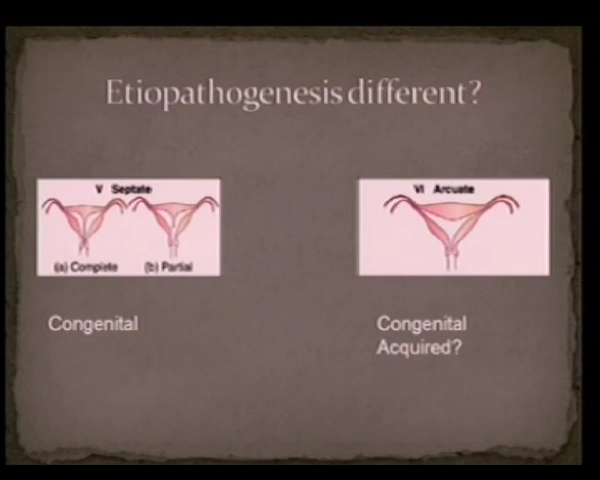 Etiopathogenesis different?
V Septate
(a) Complete (b) Partial
VI Arcuate
Congenital
Congenital
Acquired?